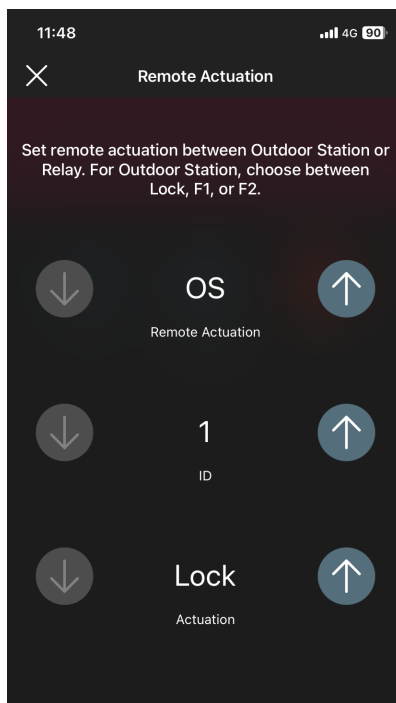 11:48
4G 90
Remote Actuation
Set remote actuation between Outdoor Station or
Relay. For Outdoor Station, choose between
Lock, F1, or F2.
OS
Remote Actuation
1
ID
Lock
Actuation